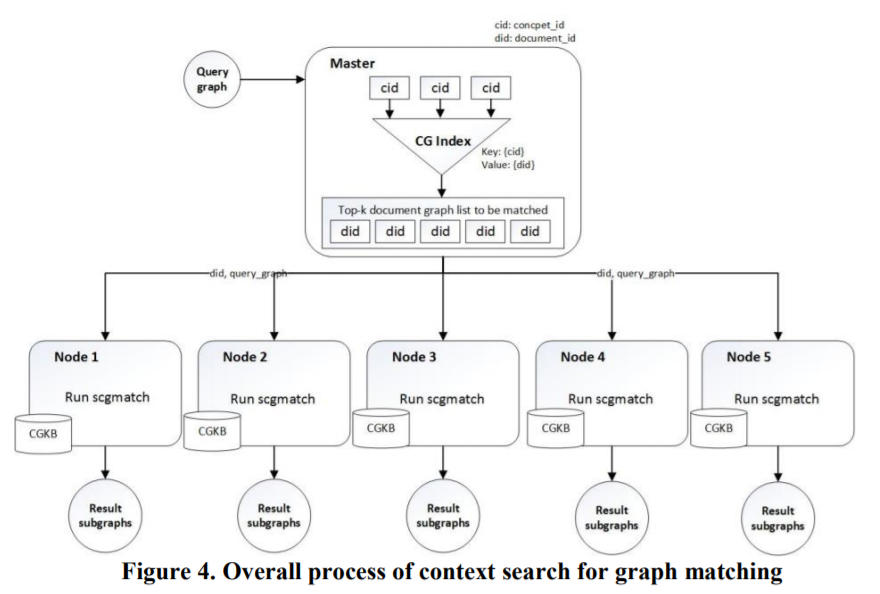 cid: concpet_id
did: document_id
Query
graph
Master
cid cid cid
CG Index
Key: {cid}
Value: {did}
Top-k document graph list to be matched
did did did did did
did, query_graph did, query_graph
Node 1 Node 2 Node 3 Node 4 Node 5
Run scgmatch Run scgmatch Run scgmatch Run scgmatch Run scgmatch
CGKB CGKB CGKB CGKB CGKB
Result Result Result Result Result
subgraphs subgraphs subgraphs subgraphs subgraphs
Figure 4. Overall process of context search for graph matching